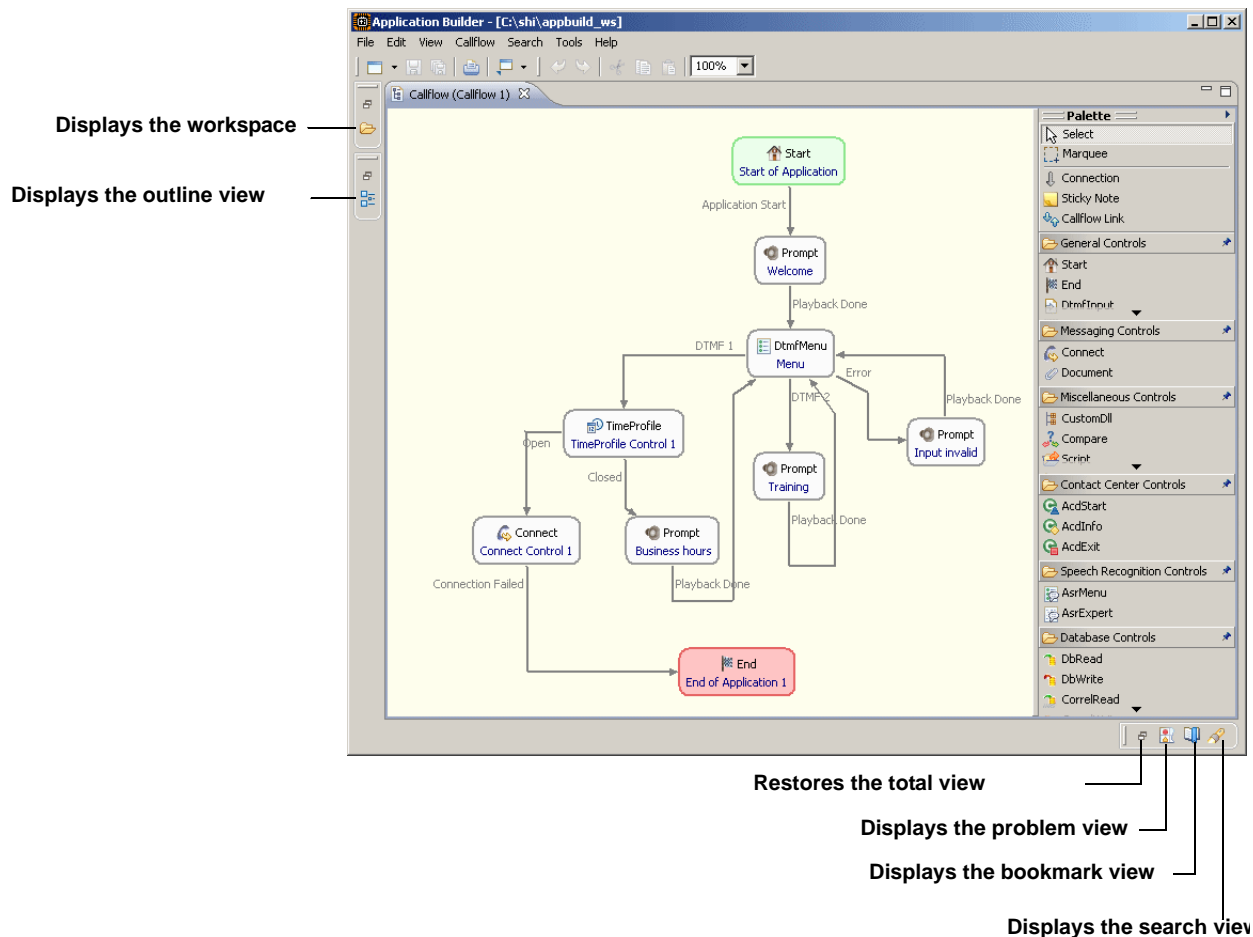 Application Builder - [C:\shi\appbuild_ws]
File Edit View Callflow Search Tools Help
100%
Callflow (Callflow 1)
Displays the workspace
Displays the outline view
Start
Start of Application
Application Start
Prompt
Welcome
Playback Done
DTMF 1
DtmfMenu
Menu
Error
Playback Done
DTMF 2
TimeProfile
TimeProfile Control 1
Prompt
Input invalid
Open
Closed
Prompt
Training
Playback Done
Connect
Connect Control 1
Prompt
Business hours
Connection Failed
Playback Done
End
End of Application 1
Palette
Select
Marquee
Connection
Sticky Note
Callflow Link
General Controls
Start
End
DtmfInput
Messaging Controls
Connect
Document
Miscellaneous Controls
CustomDll
Compare
Script
Contact Center Controls
AcdStart
AcdInfo
AcdExit
Speech Recognition Controls
AsrMenu
AsrExpert
Database Controls
DbRead
DbWrite
CorrelRead
Restores the total view
Displays the problem view
Displays the bookmark view
Displays the search view